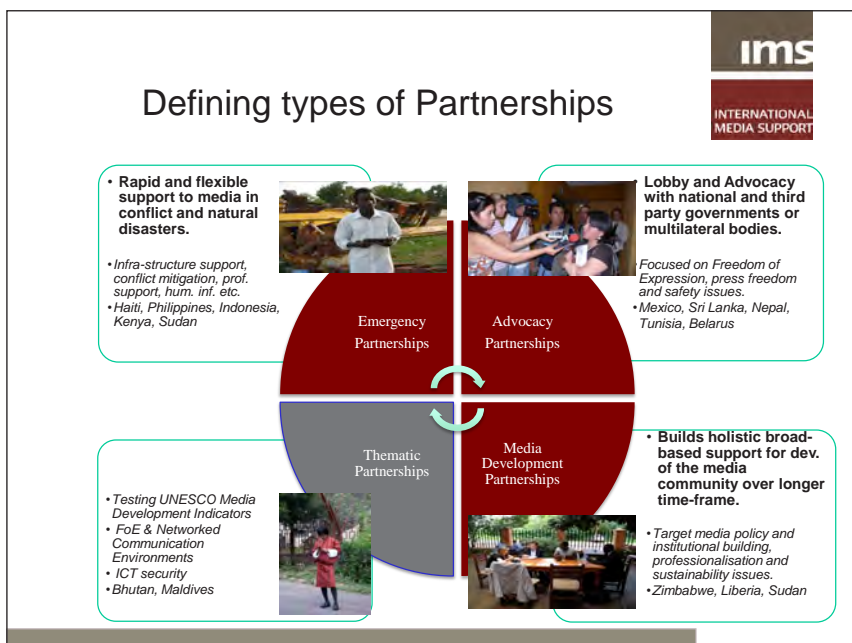 ims
INTERNATIONAL
MEDIA SUPPORT
Defining types of Partnerships
• Rapid and flexible
support to media in
conflict and natural
disasters.
• Infra-structure support,
conflict mitigation, prof.
support, hum. inf. etc.
• Haiti, Philippines, Indonesia,
Kenya, Sudan
• Lobby and Advocacy
with national and third
party governments or
multilateral bodies.
• Focused on Freedom of
Expression, press freedom
and safety issues.
• Mexico, Sri Lanka, Nepal,
Tunisia, Belarus
Emergency
Partnerships
Advocacy
Partnerships
Thematic
Partnerships
Media
Development
Partnerships
• Testing UNESCO Media
Development Indicators
• FoE & Networked
Communication
Environments
• ICT security
• Bhutan, Maldives
• Builds holistic broad-
based support for dev.
of the media
community over longer
time-frame.
• Target media policy and
institutional building,
professionalisation and
sustainability issues.
• Zimbabwe, Liberia, Sudan